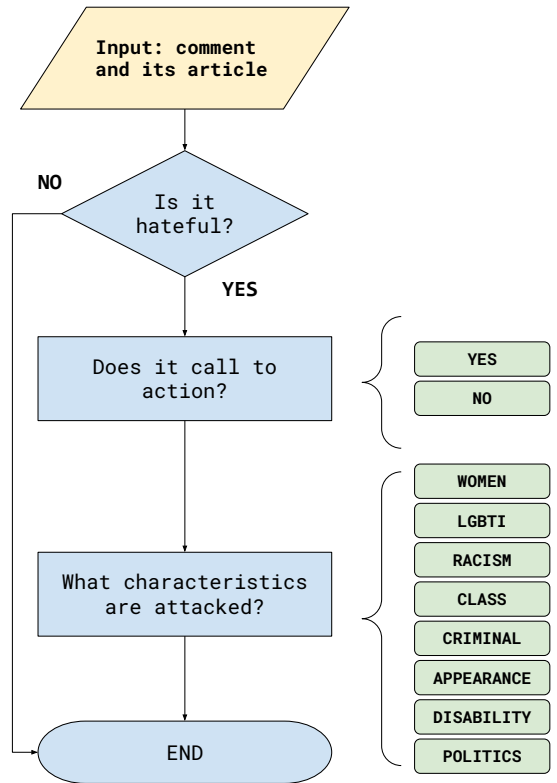 Input: comment
and its article
NO
Is it
hateful?
YES
Does it call to
action?
YES
NO
What characteristics
are attacked?
WOMEN
LGBTI
RACISM
CLASS
CRIMINAL
APPEARANCE
DISABILITY
POLITICS
END